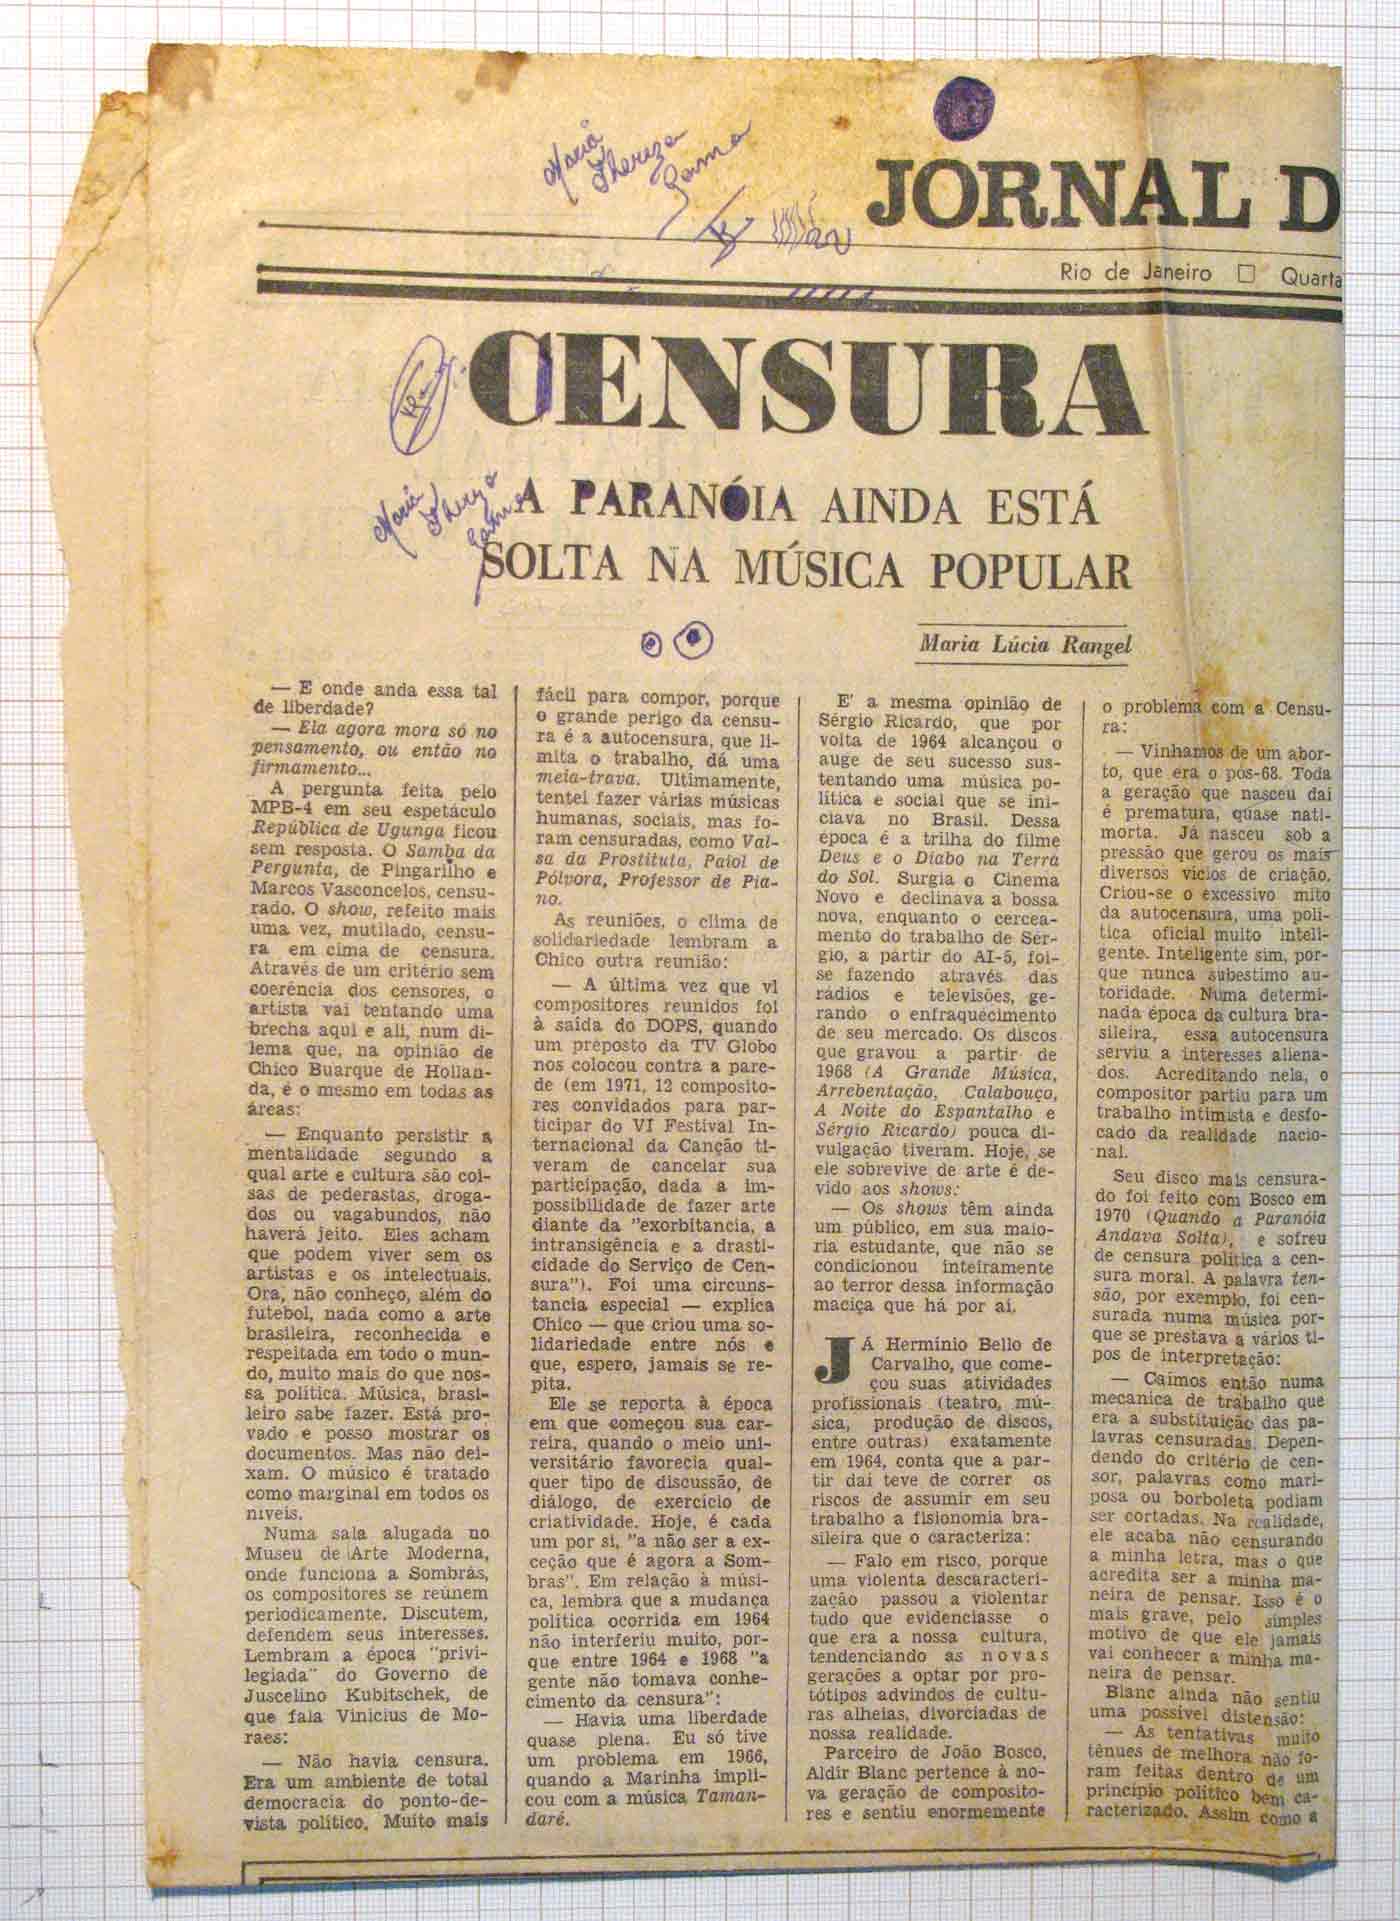 Maria
Thereza
Gama
JORNAL D
Rio de Janeiro □ Quarta
CENSURA
Maria
Thereza
Gama
A PARANÓIA AINDA ESTÁ
SOLTA NA MÚSICA POPULAR
Maria Lúcia Rangel
— E onde anda essa tal
de liberdade?
— Ela agora mora só no
pensamento, ou então no
firmamento...
A pergunta feita pelo
MPB-4 em seu espetáculo
República de Ugunga ficou
sem resposta. O Samba da
Pergunta, de Pingarilho e
Marcos Vasconcelos, censu-
rado. O show, refeito mais
uma vez, mutilado, censu-
ra em cima de censura.
Através de um critério sem
coerência dos censores, o
artista vai tentando uma
brecha aqui e ali, num di-
lema que, na opinião de
Chico Buarque de Hollan-
da, é o mesmo em todas as
áreas:
— Enquanto persistir a
mentalidade segundo a
qual arte e cultura são coi-
sas de pederastas, droga-
dos ou vagabundos, não
haverá jeito. Eles acham
que podem viver sem os
artistas e os intelectuais.
Ora, não conheço, além do
futebol, nada como a arte
brasileira, reconhecida e
respeitada em todo o mun-
do, muito mais do que nos-
sa política. Música, brasi-
leiro sabe fazer. Está pro-
vado e posso mostrar os
documentos. Mas não dei-
xam. O músico é tratado
como marginal em todos os
níveis.
Numa sala alugada no
Museu de Arte Moderna,
onde funciona a Sombrás,
os compositores se reúnem
periodicamente. Discutem,
defendem seus interesses.
Lembram a época "privi-
legiada" do Governo de
Juscelino Kubitschek, de
que fala Vinicius de Mo-
raes:
— Não havia censura.
Era um ambiente de total
democracia do ponto-de-
vista político. Muito mais
fácil para compor, porque
o grande perigo da censu-
ra é a autocensura, que li-
mita o trabalho, dá uma
meia-trava. Ultimamente,
tentei fazer várias músicas
humanas, sociais, mas fo-
ram censuradas, como Val-
sa da Prostituta, Paiol de
Pólvora, Professor de Pia-
no.
As reuniões, o clima de
solidariedade lembram a
Chico outra reunião:
— A última vez que vi
compositores reunidos foi
à saída do DOPS, quando
um preposto da TV Globo
nos colocou contra a pare-
de (em 1971, 12 composito-
res convidados para par-
ticipar do VI Festival In-
ternacional da Canção ti-
veram de cancelar sua
participação, dada a im-
possibilidade de fazer arte
diante da "exorbitancia, a
intransigência e a drasti-
cidade do Serviço de Cen-
sura"). Foi uma circuns-
tancia especial — explica
Chico — que criou uma so-
lidariedade entre nós e
que, espero, jamais se re-
pita.
Ele se reporta à época
em que começou sua car-
reira, quando o meio uni-
versitário favorecia qual-
quer tipo de discussão, de
diálogo, de exercício de
criatividade. Hoje, é cada
um por si, "a não ser a ex-
ceção que é agora a Som-
brás". Em relação à músi-
ca, lembra que a mudança
política ocorrida em 1964
não interferiu muito, por-
que entre 1964 e 1968 "a
gente não tomava conhe-
cimento da censura":
— Havia uma liberdade
quase plena. Eu só tive
um problema em 1966,
quando a Marinha impli-
cou com a música Taman-
daré.
E' a mesma opinião de
Sérgio Ricardo, que por
volta de 1964 alcançou o
auge de seu sucesso sus-
tentando uma música po-
lítica e social que se ini-
ciava no Brasil. Dessa
época é a trilha do filme
Deus e o Diabo na Terra
do Sol. Surgia o Cinema
Novo e declinava a bossa
nova, enquanto o cercea-
mento do trabalho de Sér-
gio, a partir do AI-5, foi-
se fazendo através das
rádios e televisões, ge-
rando o enfraquecimento
de seu mercado. Os discos
que gravou a partir de
1968 (A Grande Música,
Arrebentação, Calabouço,
A Noite do Espantalho e
Sérgio Ricardo) pouca di-
vulgação tiveram. Hoje, se
ele sobrevive de arte é de-
vido aos shows:
— Os shows têm ainda
um público, em sua maio-
ria estudante, que não se
condicionou inteiramente
ao terror dessa informação
maciça que há por aí.
JÁ Hermínio Bello de
Carvalho, que come-
çou suas atividades
profissionais (teatro, mú-
sica, produção de discos,
entre outras) exatamente
em 1964, conta que a par-
tir daí teve de correr os
riscos de assumir em seu
trabalho a fisionomia bra-
sileira que o caracteriza:
— Falo em risco, porque
uma violenta descaracteri-
zação passou a violentar
tudo que evidenciasse o
que era a nossa cultura,
tendenciando as novas
gerações a optar por pro-
tótipos advindos de cultu-
ras alheias, divorciadas de
nossa realidade.
Parceiro de João Bosco,
Aldir Blanc pertence à no-
va geração de composito-
res e sentiu enormemente
o problema com a Censu-
ra:
— Vinhamos de um abor-
to, que era o pós-68. Toda
a geração que nasceu daí
é prematura, quase nati-
morta. Já nasceu sob a
pressão que gerou os mais
diversos vícios de criação.
Criou-se o excessivo mito
da autocensura, uma polí-
tica oficial muito inteli-
gente. Inteligente sim, por-
que nunca subestimo au-
toridade. Numa determi-
nada época da cultura bra-
sileira, essa autocensura
serviu a interesses aliena-
dos. Acreditando nela, o
compositor partiu para um
trabalho intimista e desfo-
cado da realidade nacio-
nal.
Seu disco mais censura-
do foi feito com Bosco em
1970 (Quando a Paranóia
Andava Solta), e sofreu
de censura política a cen-
sura moral. A palavra ten-
são, por exemplo, foi cen-
surada numa música por-
que se prestava a vários ti-
pos de interpretação:
— Caímos então numa
mecanica de trabalho que
era a substituição das pa-
lavras censuradas. Depen-
dendo do critério de cen-
sor, palavras como mari-
posa ou borboleta podiam
ser cortadas. Na realidade,
ele acaba não censurando
a minha letra, mas o que
acredita ser a minha ma-
neira de pensar. Isso é o
mais grave, pelo simples
motivo de que ele jamais
vai conhecer a minha ma-
neira de pensar.
Blanc ainda não sentiu
uma possível distensão:
— As tentativas muito
tênues de melhora não fo-
ram feitas dentro de um
princípio político bem ca-
racterizado. Assim como a